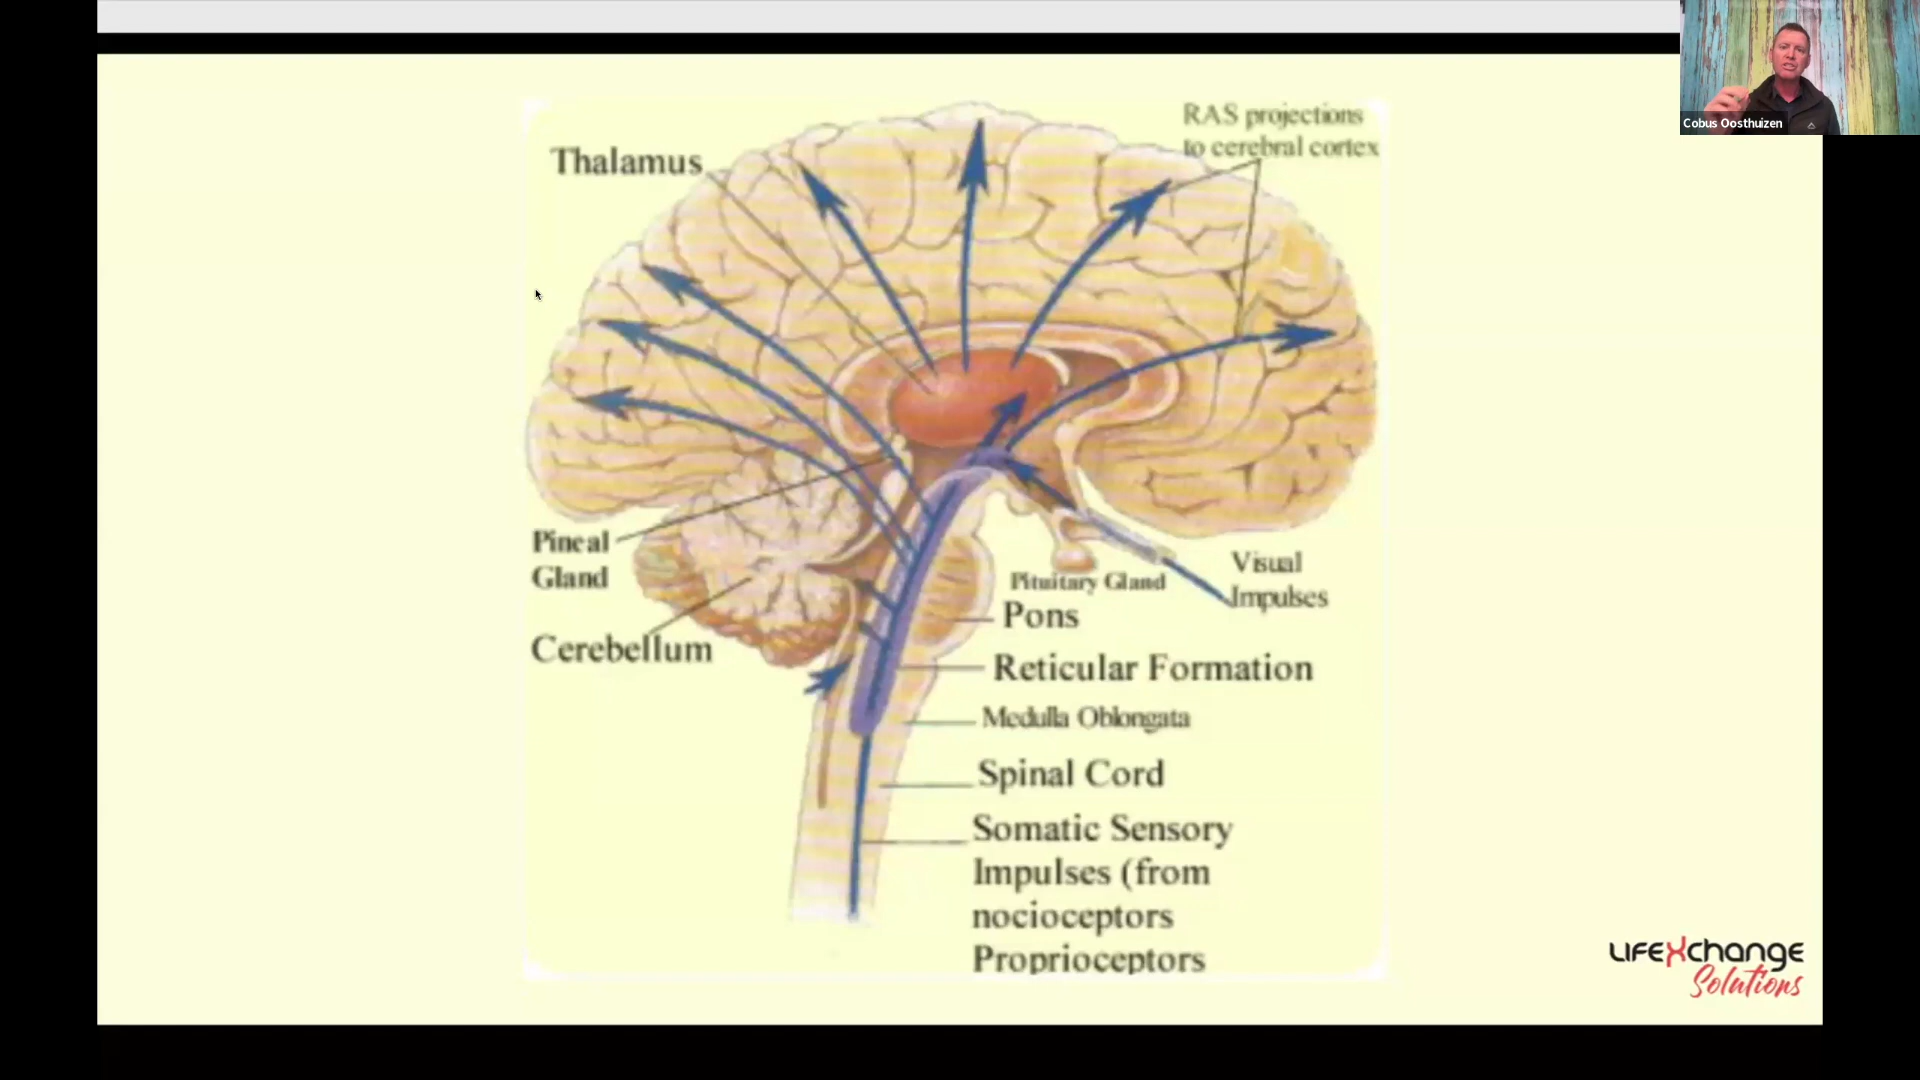 Cobus Oosthuizen
RAS projections
to cerebral cortex
Thalamus
Pineal
Gland
Cerebellum
Visual
Impulses
Pituitary Gland
Pons
Reticular Formation
Medulla Oblongata
Spinal Cord
Somatic Sensory
Impulses (from
nocioceptors
Proprioceptors
LIFEXchange
Solutions